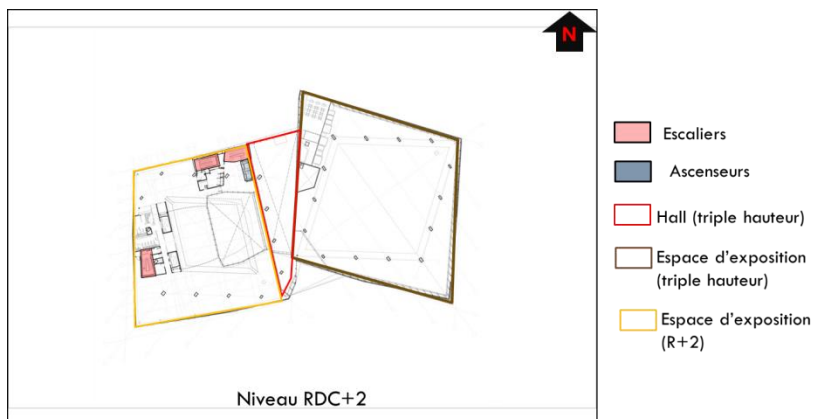 N
Escaliers
Ascenseurs
Hall (triple hauteur)
Espace d'exposition
(triple hauteur)
Espace d'exposition
(R+2)
Niveau RDC+2